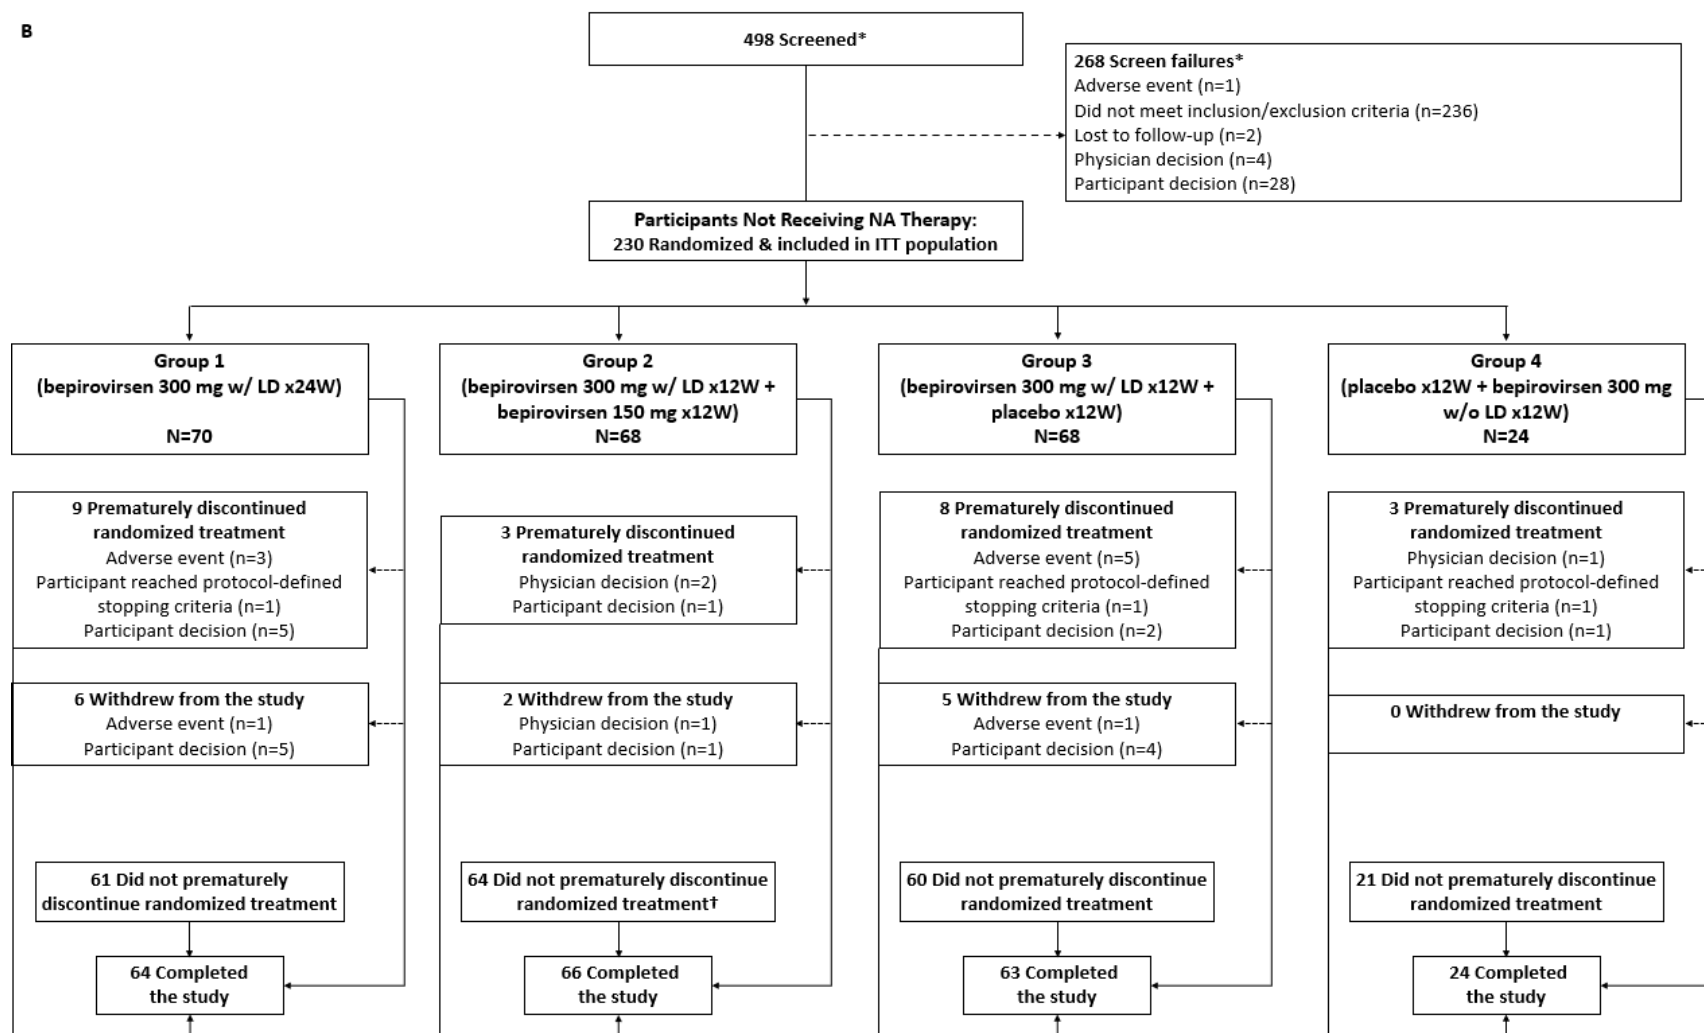 B
498 Screened*
268 Screen failures*
Adverse event (n=1)
Did not meet inclusion/exclusion criteria (n=236)
Lost to follow-up (n=2)
Physician decision (n=4)
Participant decision (n=28)
Participants Not Receiving NA Therapy:
230 Randomized & included in ITT population
Group 1
(bepirovirsen 300 mg w/ LD x24W)
N=70
Group 2
(bepirovirsen 300 mg w/ LD x12W +
bepirovirsen 150 mg x12W)
N=68
Group 3
(bepirovirsen 300 mg w/ LD x12W +
placebo x12W)
N=68
Group 4
(placebo x12W + bepirovirsen 300 mg
w/o LD x12W)
N=24
9 Prematurely discontinued
randomized treatment
Adverse event (n=3)
Participant reached protocol-defined
stopping criteria (n=1)
Participant decision (n=5)
3 Prematurely discontinued
randomized treatment
Physician decision (n=2)
Participant decision (n=1)
8 Prematurely discontinued
randomized treatment
Adverse event (n=5)
Participant reached protocol-defined
stopping criteria (n=1)
Participant decision (n=2)
3 Prematurely discontinued
randomized treatment
Physician decision (n=1)
Participant reached protocol-defined
stopping criteria (n=1)
Participant decision (n=1)
6 Withdrew from the study
Adverse event (n=1)
Participant decision (n=5)
2 Withdrew from the study
Physician decision (n=1)
Participant decision (n=1)
5 Withdrew from the study
Adverse event (n=1)
Participant decision (n=4)
0 Withdrew from the study
61 Did not prematurely
discontinue randomized treatment
64 Did not prematurely discontinue
randomized treatment†
60 Did not prematurely discontinue
randomized treatment
21 Did not prematurely discontinue
randomized treatment
64 Completed
the study
66 Completed
the study
63 Completed
the study
24 Completed
the study